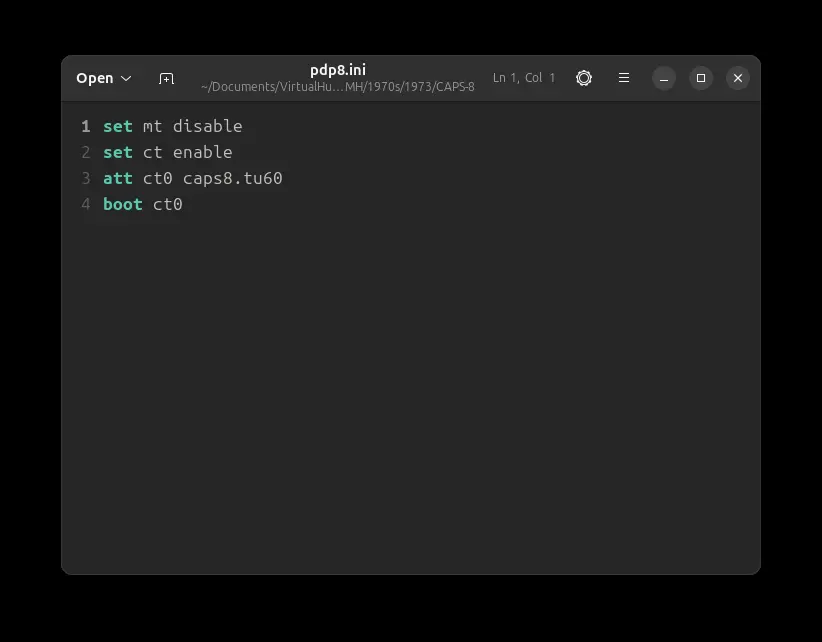 Open
pdp8.ini
~/Documents/VirtualHu...MH/1970s/1973/CAPS-8
Ln 1, Col 1
1 set mt disable
2 set ct enable
3 att ct0 caps8.tu60
4 boot ct0